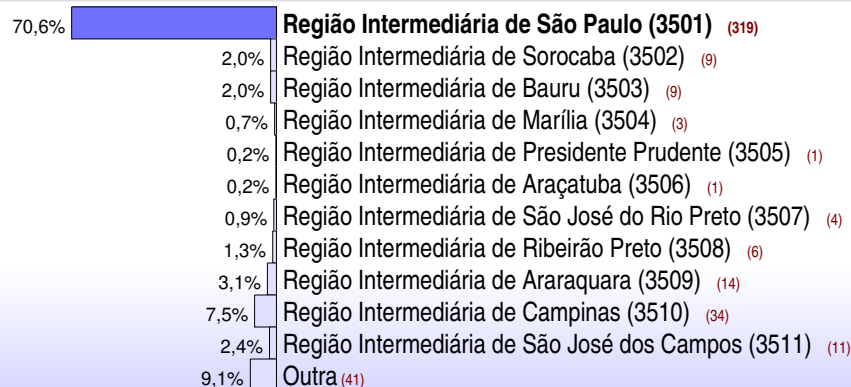 70,6% Região Intermediária de São Paulo (3501) (319)
2,0% Região Intermediária de Sorocaba (3502) (9)
2,0% Região Intermediária de Bauru (3503) (9)
0,7% Região Intermediária de Marília (3504) (3)
0,2% Região Intermediária de Presidente Prudente (3505) (1)
0,2% Região Intermediária de Araçatuba (3506) (1)
0,9% Região Intermediária de São José do Rio Preto (3507) (4)
1,3% Região Intermediária de Ribeirão Preto (3508) (6)
3,1% Região Intermediária de Araraquara (3509) (14)
7,5% Região Intermediária de Campinas (3510) (34)
2,4% Região Intermediária de São José dos Campos (3511) (11)
9,1% Outra (41)